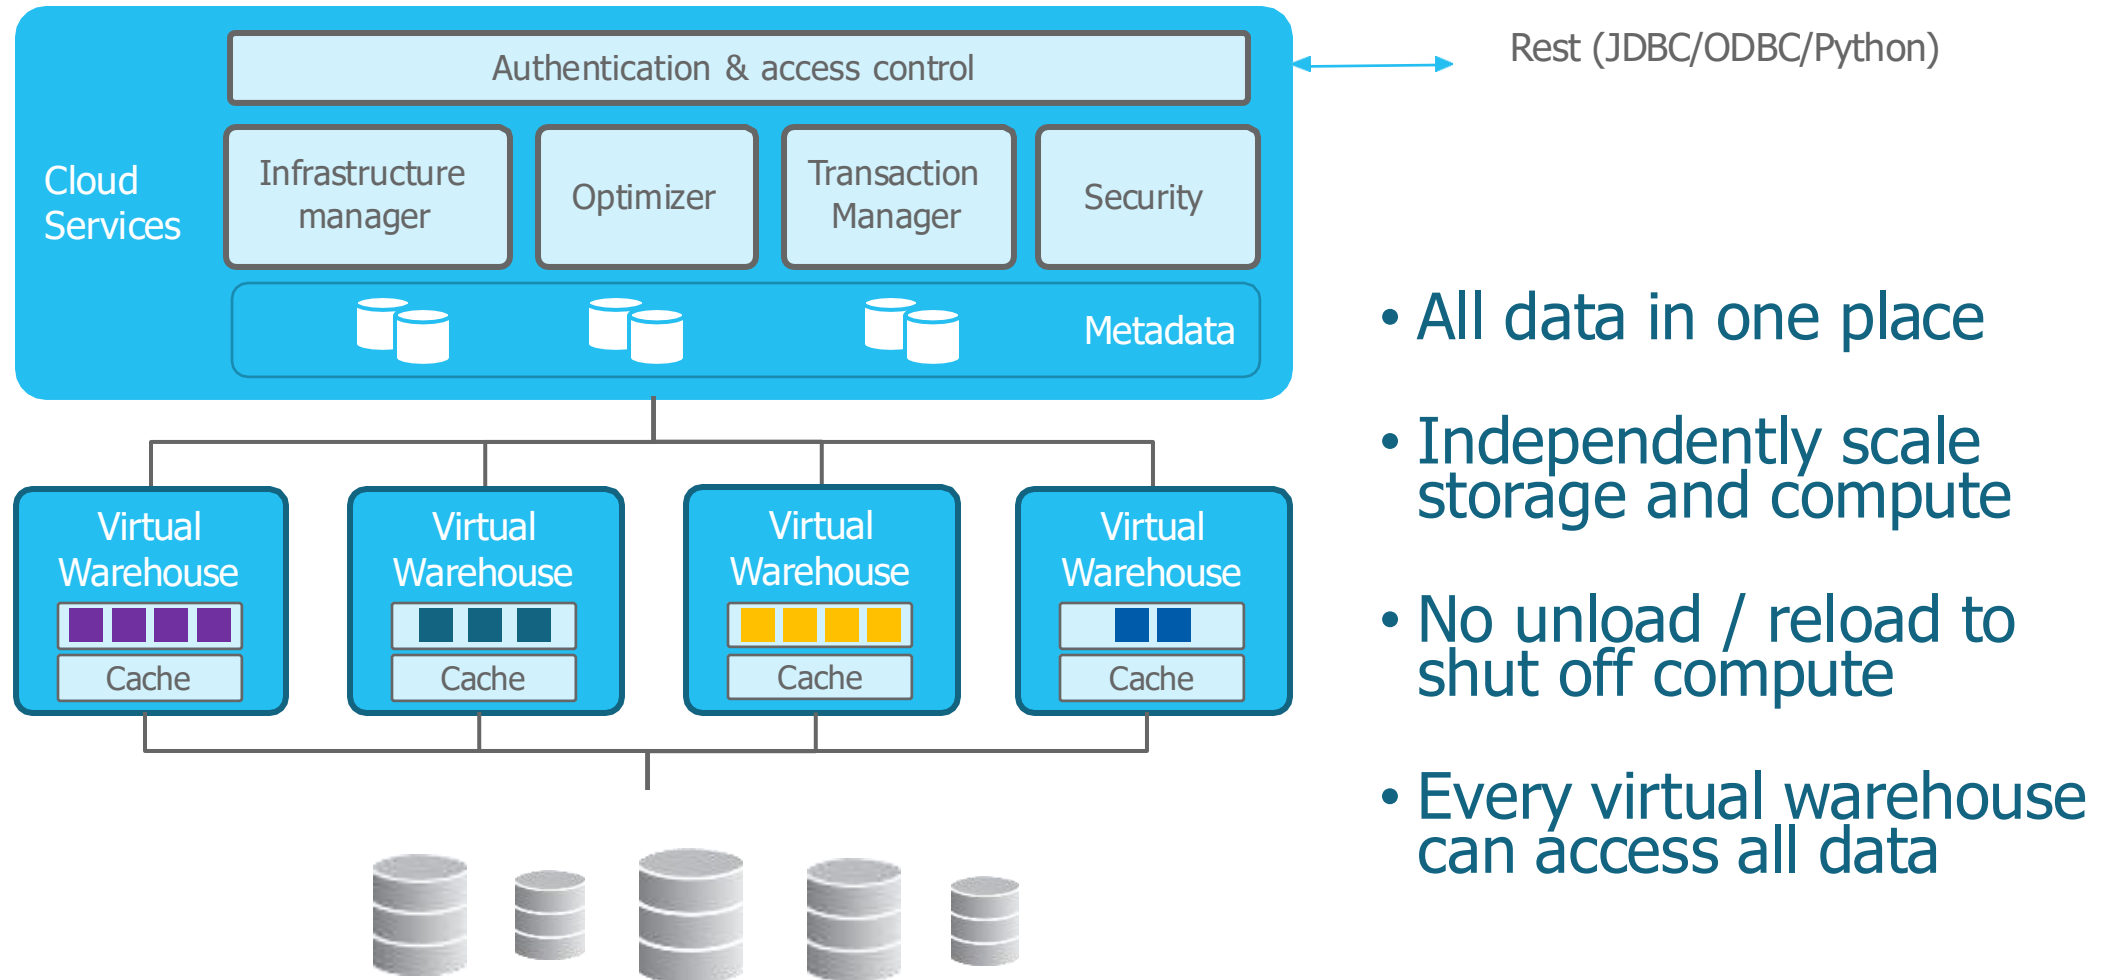 Authentication & access control
Rest (JDBC/ODBC/Python)
Cloud
Services
Infrastructure
manager
Optimizer
Transaction
Manager
Security
Metadata
Virtual
Warehouse
Cache
Virtual
Warehouse
Cache
Virtual
Warehouse
Cache
Virtual
Warehouse
Cache
• All data in one place
• Independently scale
storage and compute
• No unload / reload to
shut off compute
• Every virtual warehouse
can access all data